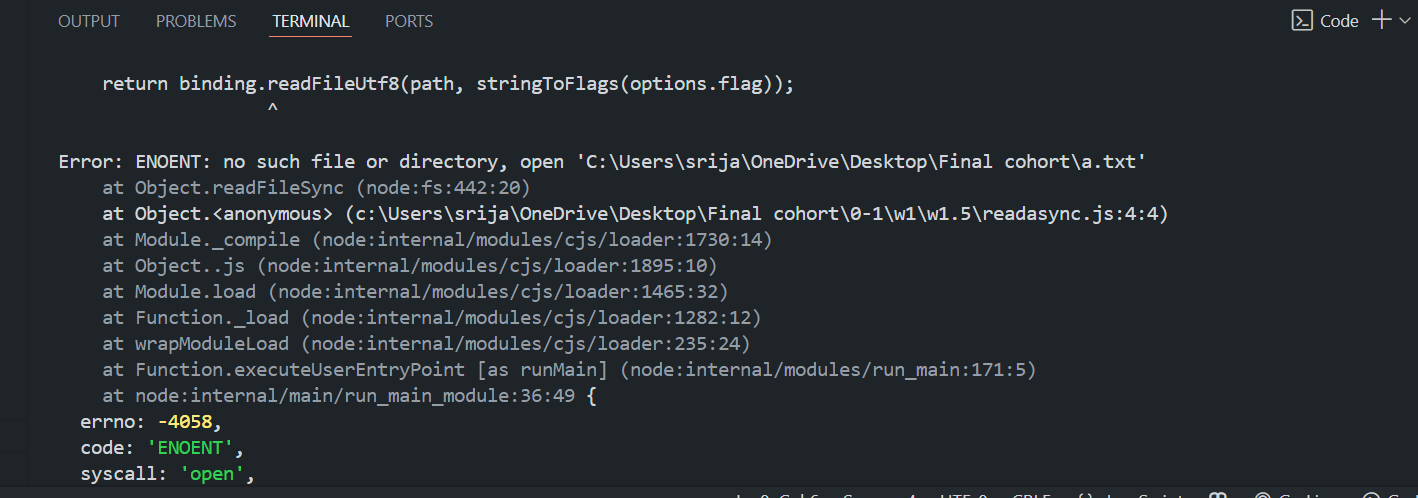 OUTPUT PROBLEMS TERMINAL PORTS Code
return binding.readFileUtf8(path, stringToFlags(options.flag));
^
Error: ENOENT: no such file or directory, open 'C:\Users\srija\OneDrive\Desktop\Final cohort\a.txt'
at Object.readFileSync (node:fs:442:20)
at Object.<anonymous> (c:\Users\srija\OneDrive\Desktop\Final cohort\0-1\w1\w1.5\readasync.js:4:4)
at Module._compile (node:internal/modules/cjs/loader:1730:14)
at Object..js (node:internal/modules/cjs/loader:1895:10)
at Module.load (node:internal/modules/cjs/loader:1465:32)
at Function._load (node:internal/modules/cjs/loader:1282:12)
at wrapModuleLoad (node:internal/modules/cjs/loader:235:24)
at Function.executeUserEntryPoint [as runMain] (node:internal/modules/run_main:171:5)
at node:internal/main/run_main_module:36:49 {
errno: -4058,
code: 'ENOENT',
syscall: 'open',